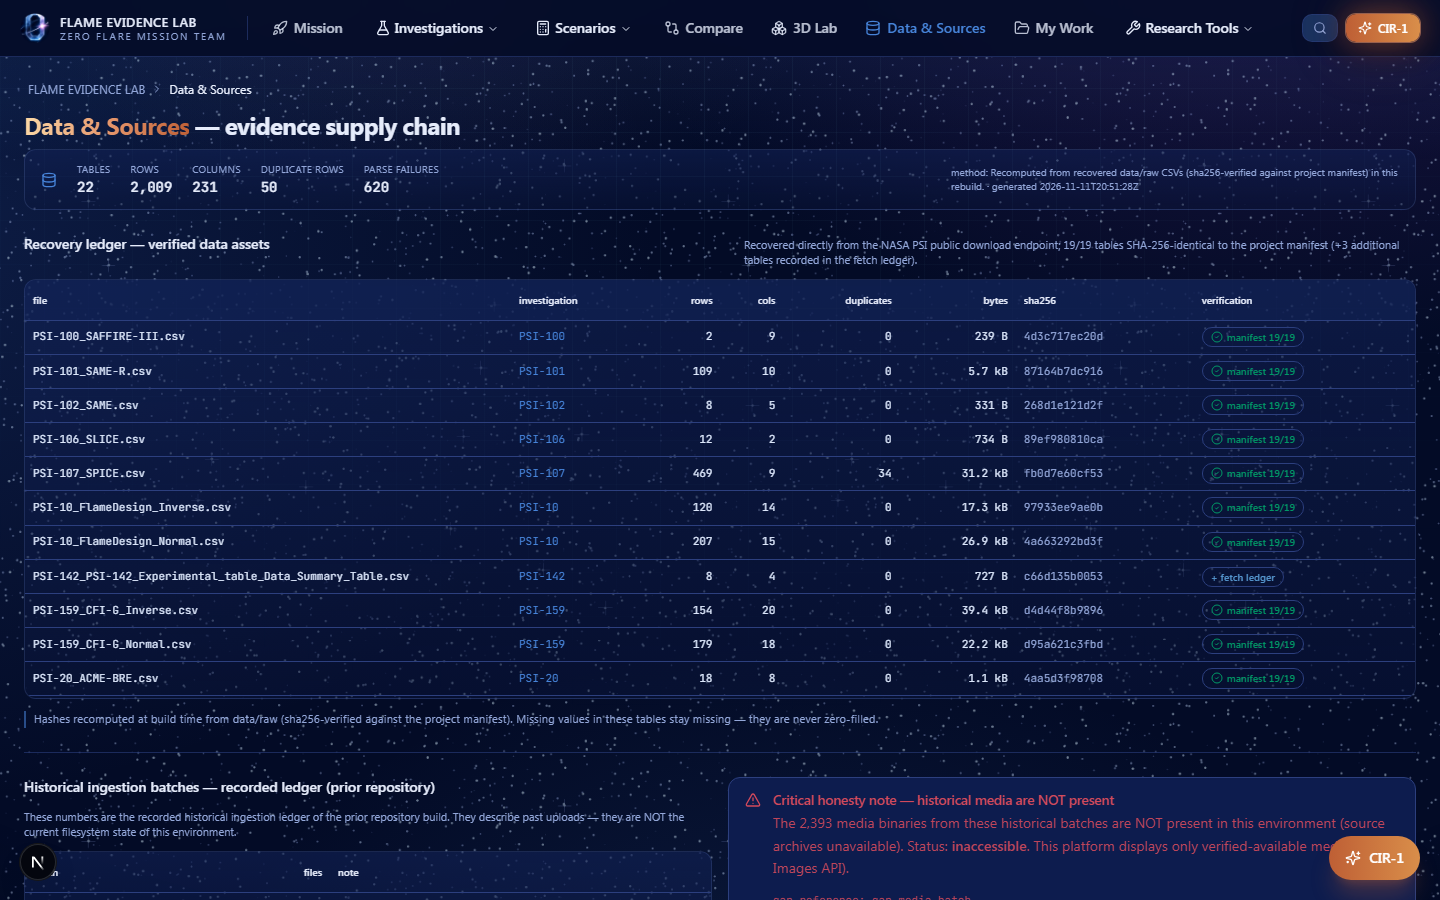 FLAME EVIDENCE LAB
ZERO FLARE MISSION TEAM
Mission
Investigations
Scenarios
Compare
3D Lab
Data & Sources
My Work
Research Tools
CIR-1
FLAME EVIDENCE LAB > Data & Sources
Data & Sources — evidence supply chain
TABLES ROWS COLUMNS DUPLICATE ROWS PARSE FAILURES
22 2,009 231 50 620
method: Recomputed from recovered data/raw CSVs (sha256-verified against project manifest) in this
rebuild. · generated 2026-11-11T20:51:28Z
Recovery ledger — verified data assets
Recovered directly from the NASA PSI public download endpoint; 19/19 tables SHA-256-identical to the project manifest (+3 additional
tables recorded in the fetch ledger).
file investigation rows cols duplicates bytes sha256 verification
PSI-100_SAFFIRE-III.csv PSI-100 2 9 0 239 B 4d3c717ec20d manifest 19/19
PSI-101_SAME-R.csv PSI-101 109 10 0 5.7 kB 87164b7dc916 manifest 19/19
PSI-102_SAME.csv PSI-102 8 5 0 331 B 268d1e121d2f manifest 19/19
PSI-106_SLICE.csv PSI-106 12 2 0 734 B 89ef980810ca manifest 19/19
PSI-107_SPICE.csv PSI-107 469 9 34 31.2 kB fb0d7e60cf53 manifest 19/19
PSI-10_FlameDesign_Inverse.csv PSI-10 120 14 0 17.3 kB 97933ee9ae0b manifest 19/19
PSI-10_FlameDesign_Normal.csv PSI-10 207 15 0 26.9 kB 4a663292bd3f manifest 19/19
PSI-142_PSI-142_Experimental_table_Data_Summary_Table.csv PSI-142 8 4 0 727 B c66d135b0053 + fetch ledger
PSI-159_CFI-G_Inverse.csv PSI-159 154 20 0 39.4 kB d4d44f8b9896 manifest 19/19
PSI-159_CFI-G_Normal.csv PSI-159 179 18 0 22.2 kB d95a621c3fbd manifest 19/19
PSI-20_ACME-BRE.csv PSI-20 18 8 0 1.1 kB 4aa5d3f98708 manifest 19/19
Hashes recomputed at build time from data/raw (sha256-verified against the project manifest). Missing values in these tables stay missing — they are never zero-filled.
Historical ingestion batches — recorded ledger (prior repository)
These numbers are the recorded historical ingestion ledger of the prior repository build. They describe past uploads — they are NOT the
current filesystem state of this environment.
N
files note
Critical honesty note — historical media are NOT present
The 2,393 media binaries from these historical batches are NOT present in this environment (source
archives unavailable). Status: inaccessible. This platform displays only verified-available
Images API).
CIR-1